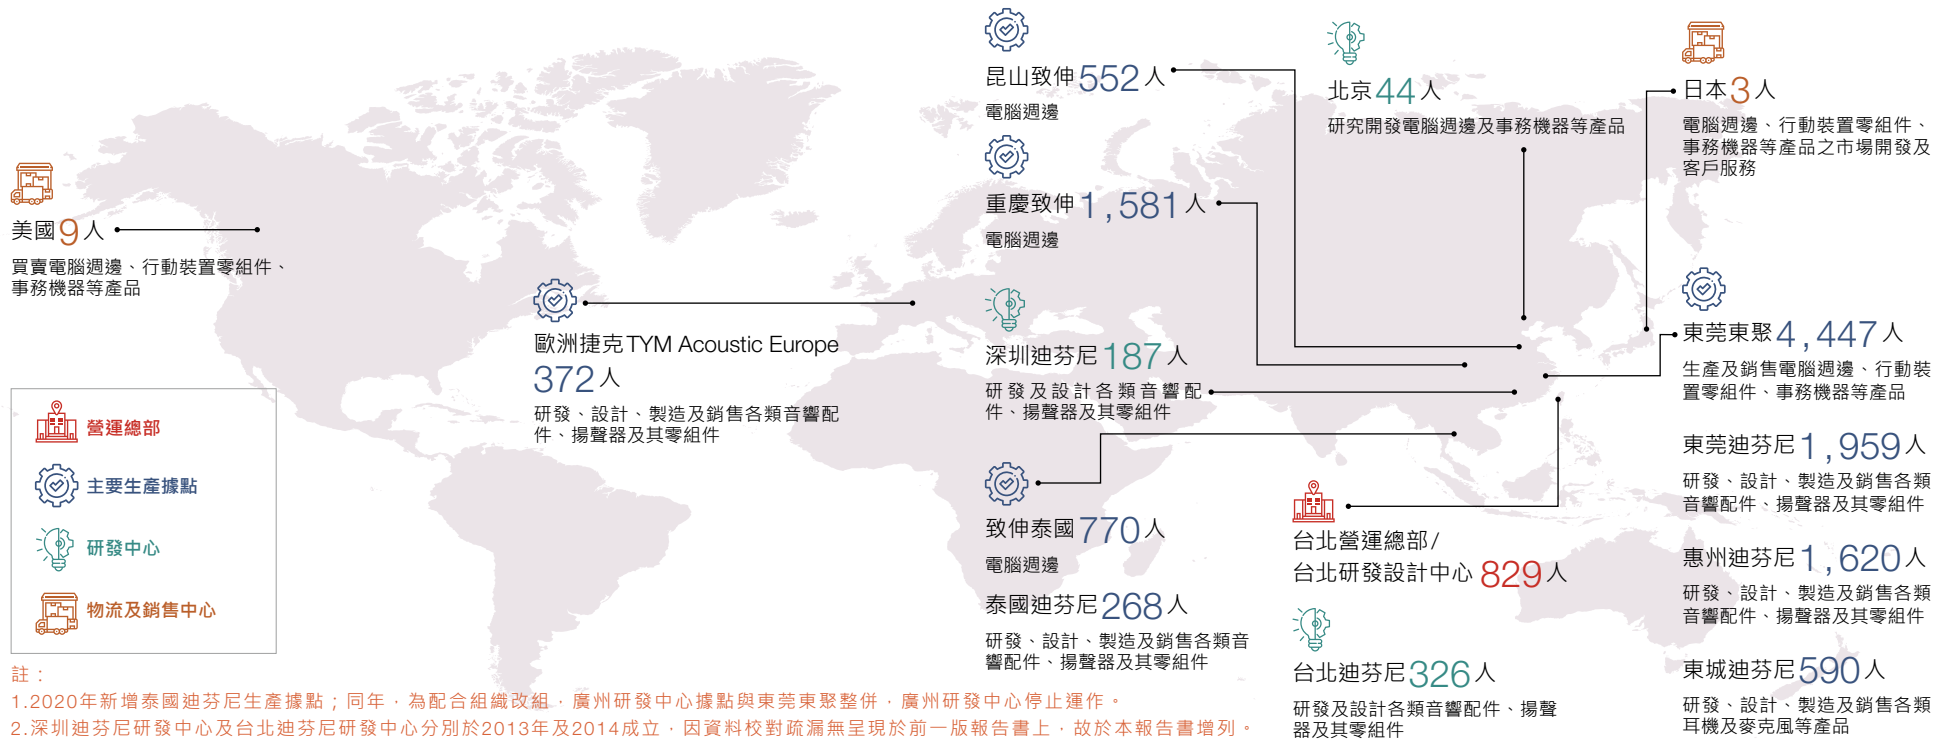 美國9人
買賣電腦週邊、行動裝置零組件、
事務機器等產品
歐洲捷克TYM Acoustic Europe
372人
研發、設計、製造及銷售各類音響配
件、揚聲器及其零組件
昆山致伸552人
電腦週邊
重慶致伸1,581人
電腦週邊
深圳迪芬尼187人
研發及設計各類音響配
件、揚聲器及其零組件
致伸泰國770人
電腦週邊
泰國迪芬尼268人
研發、設計、製造及銷售各類音
響配件、揚聲器及其零組件
北京44人
研究開發電腦週邊及事務機器等產品
台北營運總部/
台北研發設計中心829人
台北迪芬尼326人
研發及設計各類音響配件、揚聲
器及其零組件
日本3人
電腦週邊、行動裝置零組件、
事務機器等產品之市場開發及
客戶服務
東莞東聚4,447人
生產及銷售電腦週邊、行動裝
置零組件、事務機器等產品
東莞迪芬尼1,959人
研發、設計、製造及銷售各類
音響配件、揚聲器及其零組件
惠州迪芬尼1,620人
研發、設計、製造及銷售各類
音響配件、揚聲器及其零組件
東城迪芬尼590人
研發、設計、製造及銷售各類
耳機及麥克風等產品
營運總部
主要生產據點
研發中心
物流及銷售中心
註：
1.2020年新增泰國迪芬尼生產據點；同年，為配合組織改組，廣州研發中心據點與東莞東聚整併，廣州研發中心停止運作。
2.深圳迪芬尼研發中心及台北迪芬尼研發中心分別於2013年及2014成立，因資料校對疏漏無呈現於前一版報告書上，故於本報告書增列。